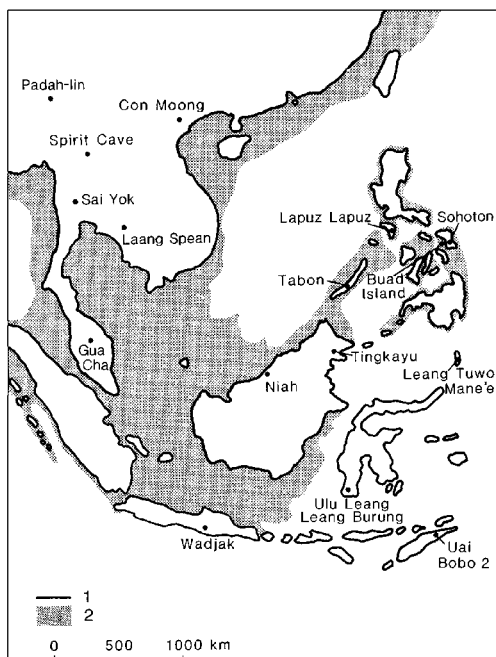 Padah-lin
Con Moong
Spirit Cave
Sai Yok
Laang Spean
Lapuz Lapuz
Sohoton
Tabon
Buad
Island
Gua
Cha
Niah
Tingkayu
Leang Tuwo
Mane'e
Ulu Leang
Leang Burung
Wadjak
Uai
Bobo 2
1
2
0 500 1000 km